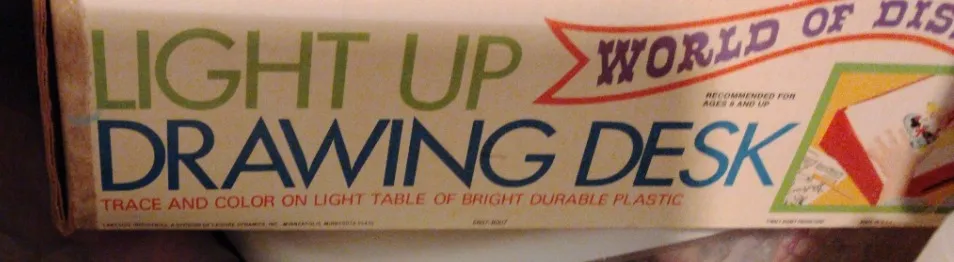 LIGHT UP
WORLD OF DIS
RECOMMENDED FOR
AGES 6 AND UP
DRAWING DESK
TRACE AND COLOR ON LIGHT TABLE OF BRIGHT DURABLE PLASTIC